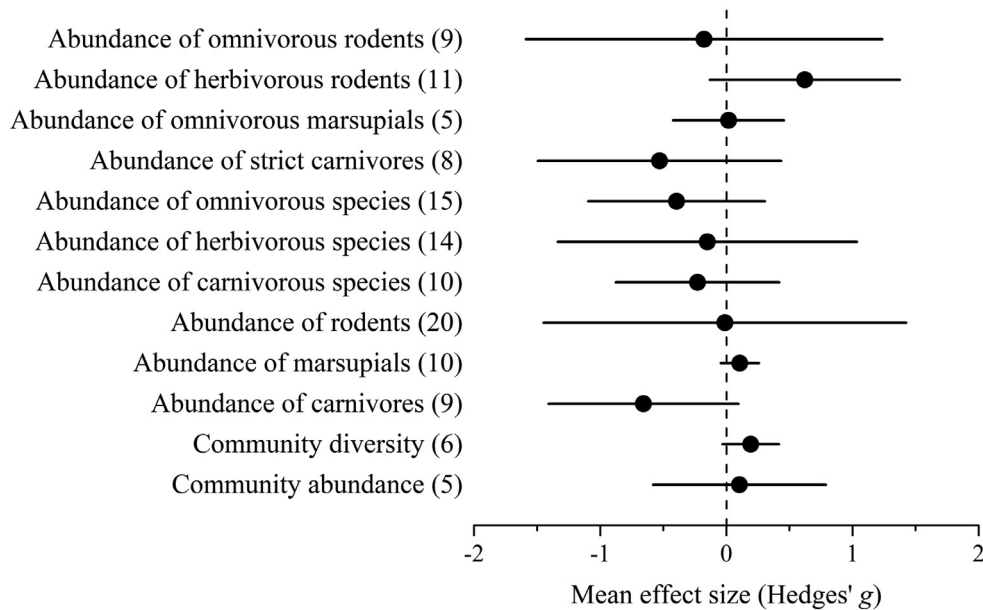 Abundance of omnivorous rodents (9)
Abundance of herbivorous rodents (11)
Abundance of omnivorous marsupials (5)
Abundance of strict carnivores (8)
Abundance of omnivorous species (15)
Abundance of herbivorous species (14)
Abundance of carnivorous species (10)
Abundance of rodents (20)
Abundance of marsupials (10)
Abundance of carnivores (9)
Community diversity (6)
Community abundance (5)
-2 -1 0 1 2
Mean effect size (Hedges' g)